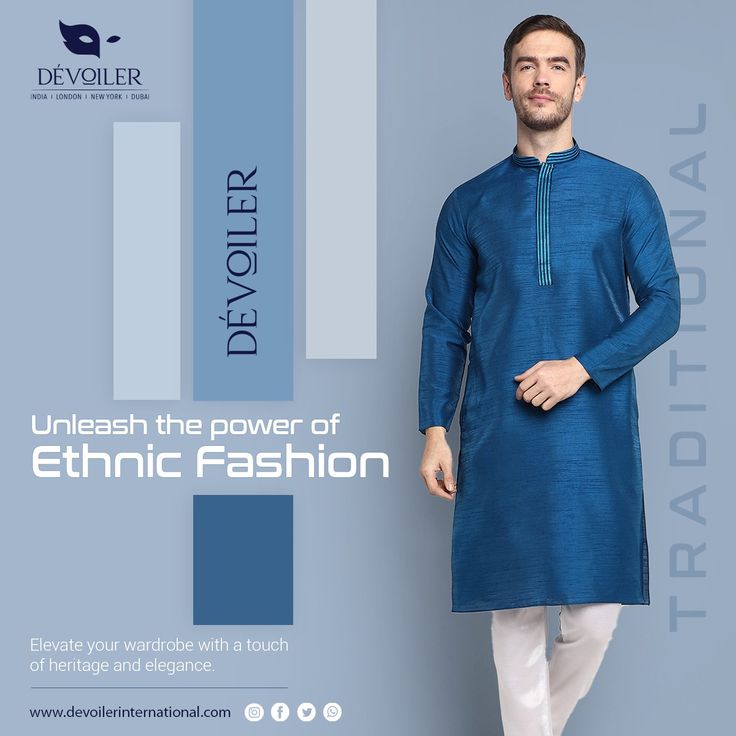 DÉVOILER
INDIA | LONDON | NEW YORK | DUBAI
DÉVOILER
TRADITIONAL
Unleash the power of
Ethnic Fashion
Elevate your wardrobe with a touch
of heritage and elegance.
www.devoilerinternational.com